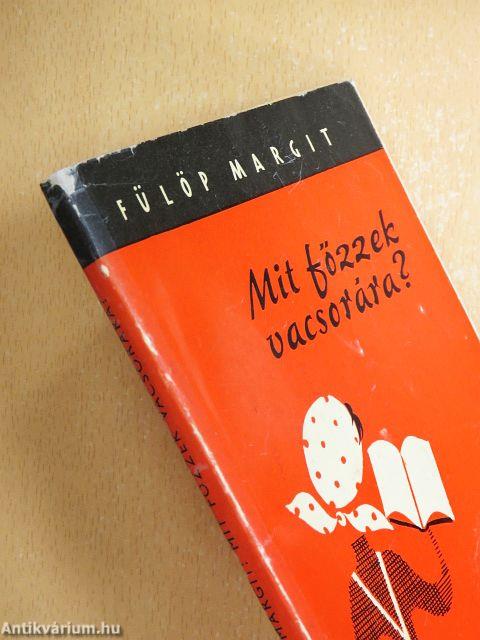 FÜLÖP MARGIT
Mit főzzek
vacsorára?
MARGIT: MIT FŐZZEK VACSORÁRA?
Antikvárium.hu